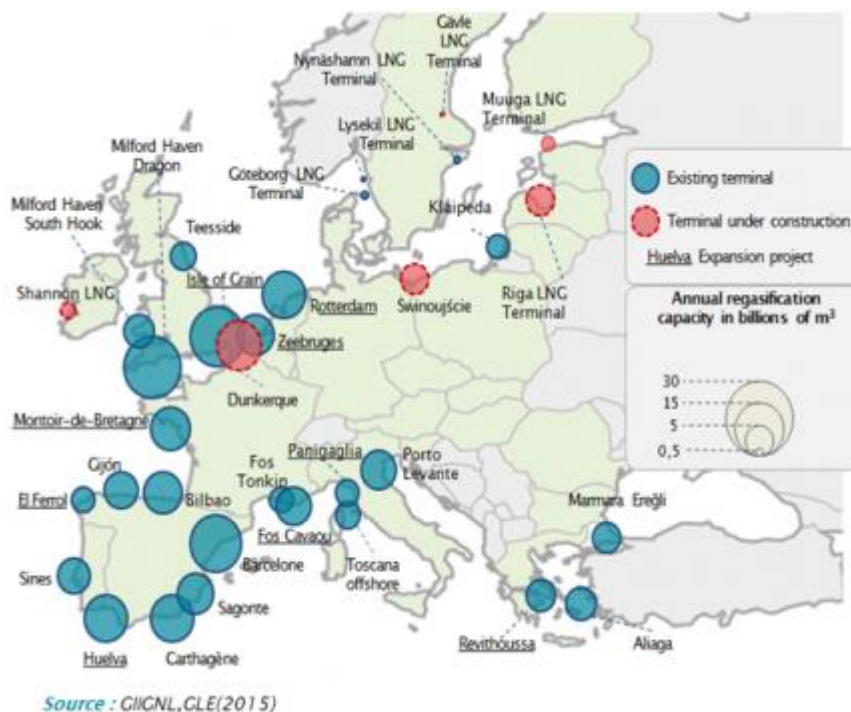 Gävle
LNG
Terminal
Nynäshamn LNG
Terminal
Muuga LNG
Terminal
Lysekil LNG
Terminal
Milford Haven
Dragon
Göteborg LNG
Terminal
Milford Haven
South Hook
Klaipeda
Teesside
Isle of Grain
Shannon LNG
Rotterdam
Świnoujście
Riga LNG
Terminal
Zeebruges
Dunkerque
Montoir-de-Bretagne
Panigaglia
Porto
Levante
Fos
Tonkin
Gijón
El Ferrol
Bilbao
Marmara Ereğli
Fos Cavaou
Barcelone
Toscana
offshore
Sines
Sagonte
Huelva
Carthagène
Revithoussa
Aliaga
Existing terminal
Terminal under construction
Huelva Expansion project
Annual regasification
capacity in billions of m³
30
15
5
0,5
Source : GIIGNL,GLE(2015)